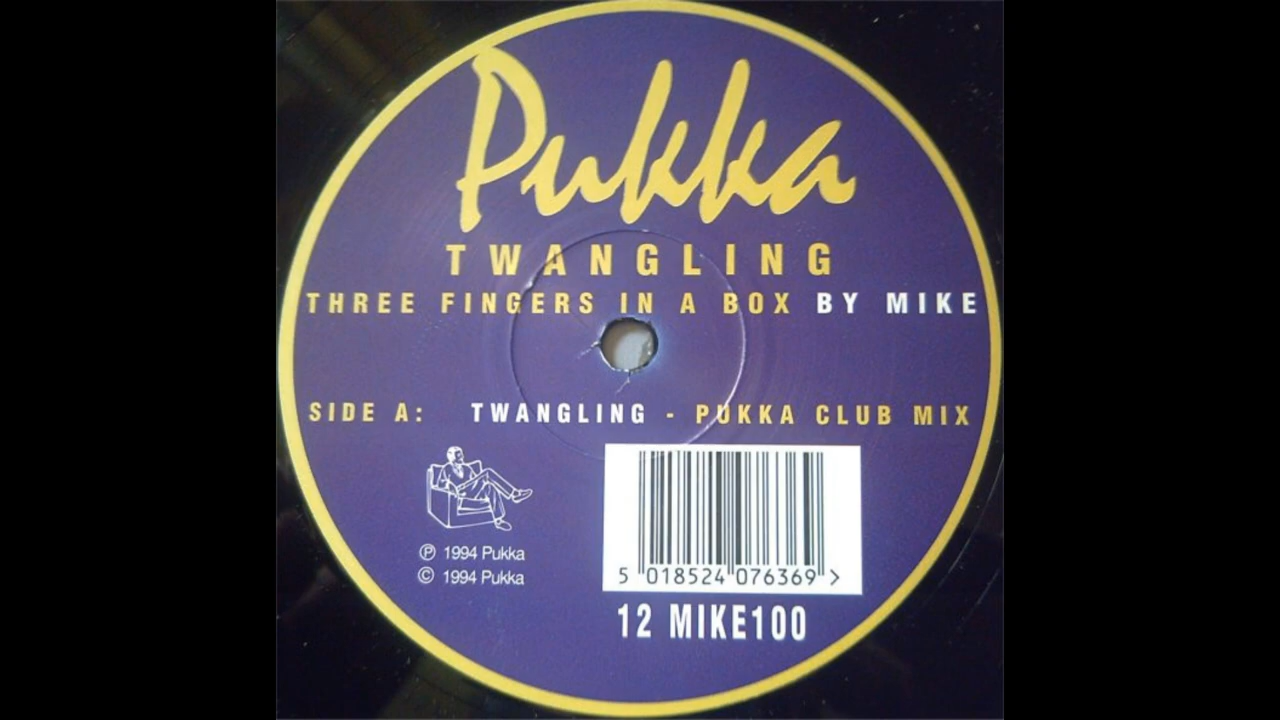 Pukka
TWANGLING
THREE FINGERS IN A BOX BY MIKE
SIDE A: TWANGLING - PUKKA CLUB MIX
℗ 1994 Pukka
© 1994 Pukka
5 018524 076369 >
12 MIKE100